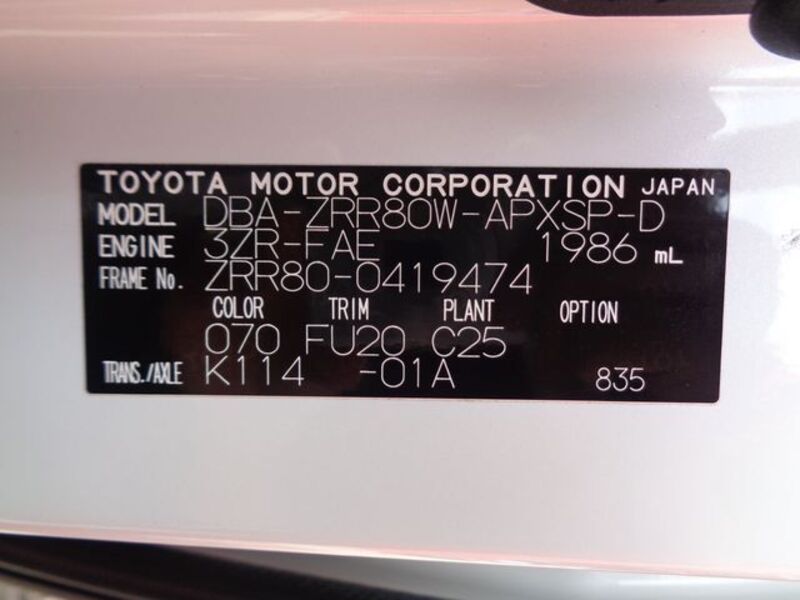 TOYOTA MOTOR CORPORATION JAPAN
MODEL DBA-ZRR80W-APXSP-D
ENGINE 3ZR-FAE 1986 mL
FRAME No. ZRR80-0419474
COLOR TRIM PLANT OPTION
070 FU20 C25
TRANS./AXLE K114 -01A 835